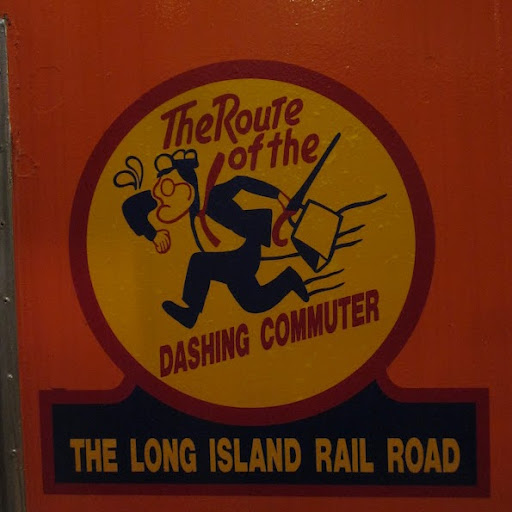 The Route
of the
DASHING COMMUTER
THE LONG ISLAND RAIL ROAD